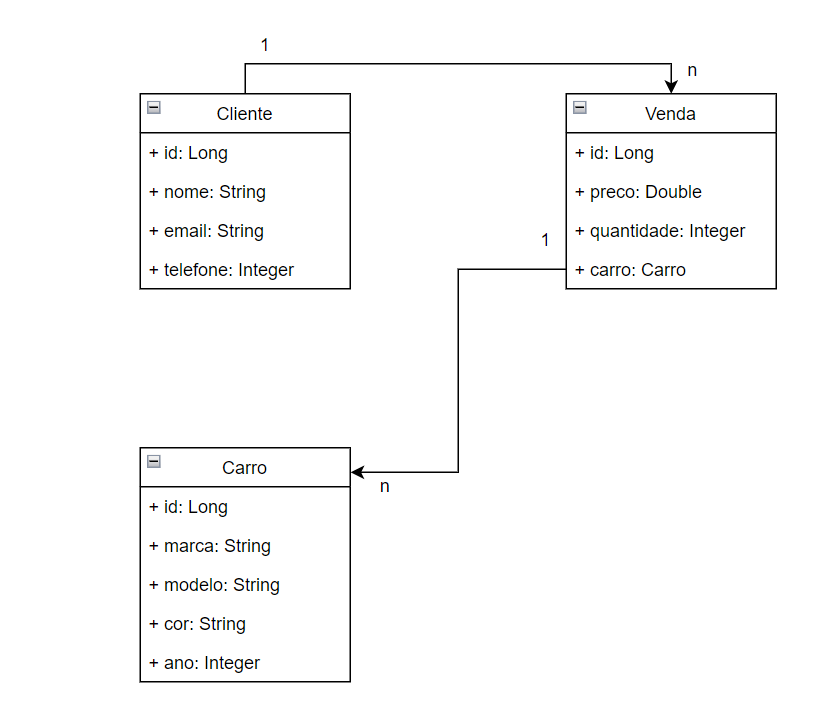 1
n
Cliente
+ id: Long
+ nome: String
+ email: String
+ telefone: Integer
Venda
+ id: Long
+ preco: Double
+ quantidade: Integer
+ carro: Carro
1
n
Carro
+ id: Long
+ marca: String
+ modelo: String
+ cor: String
+ ano: Integer